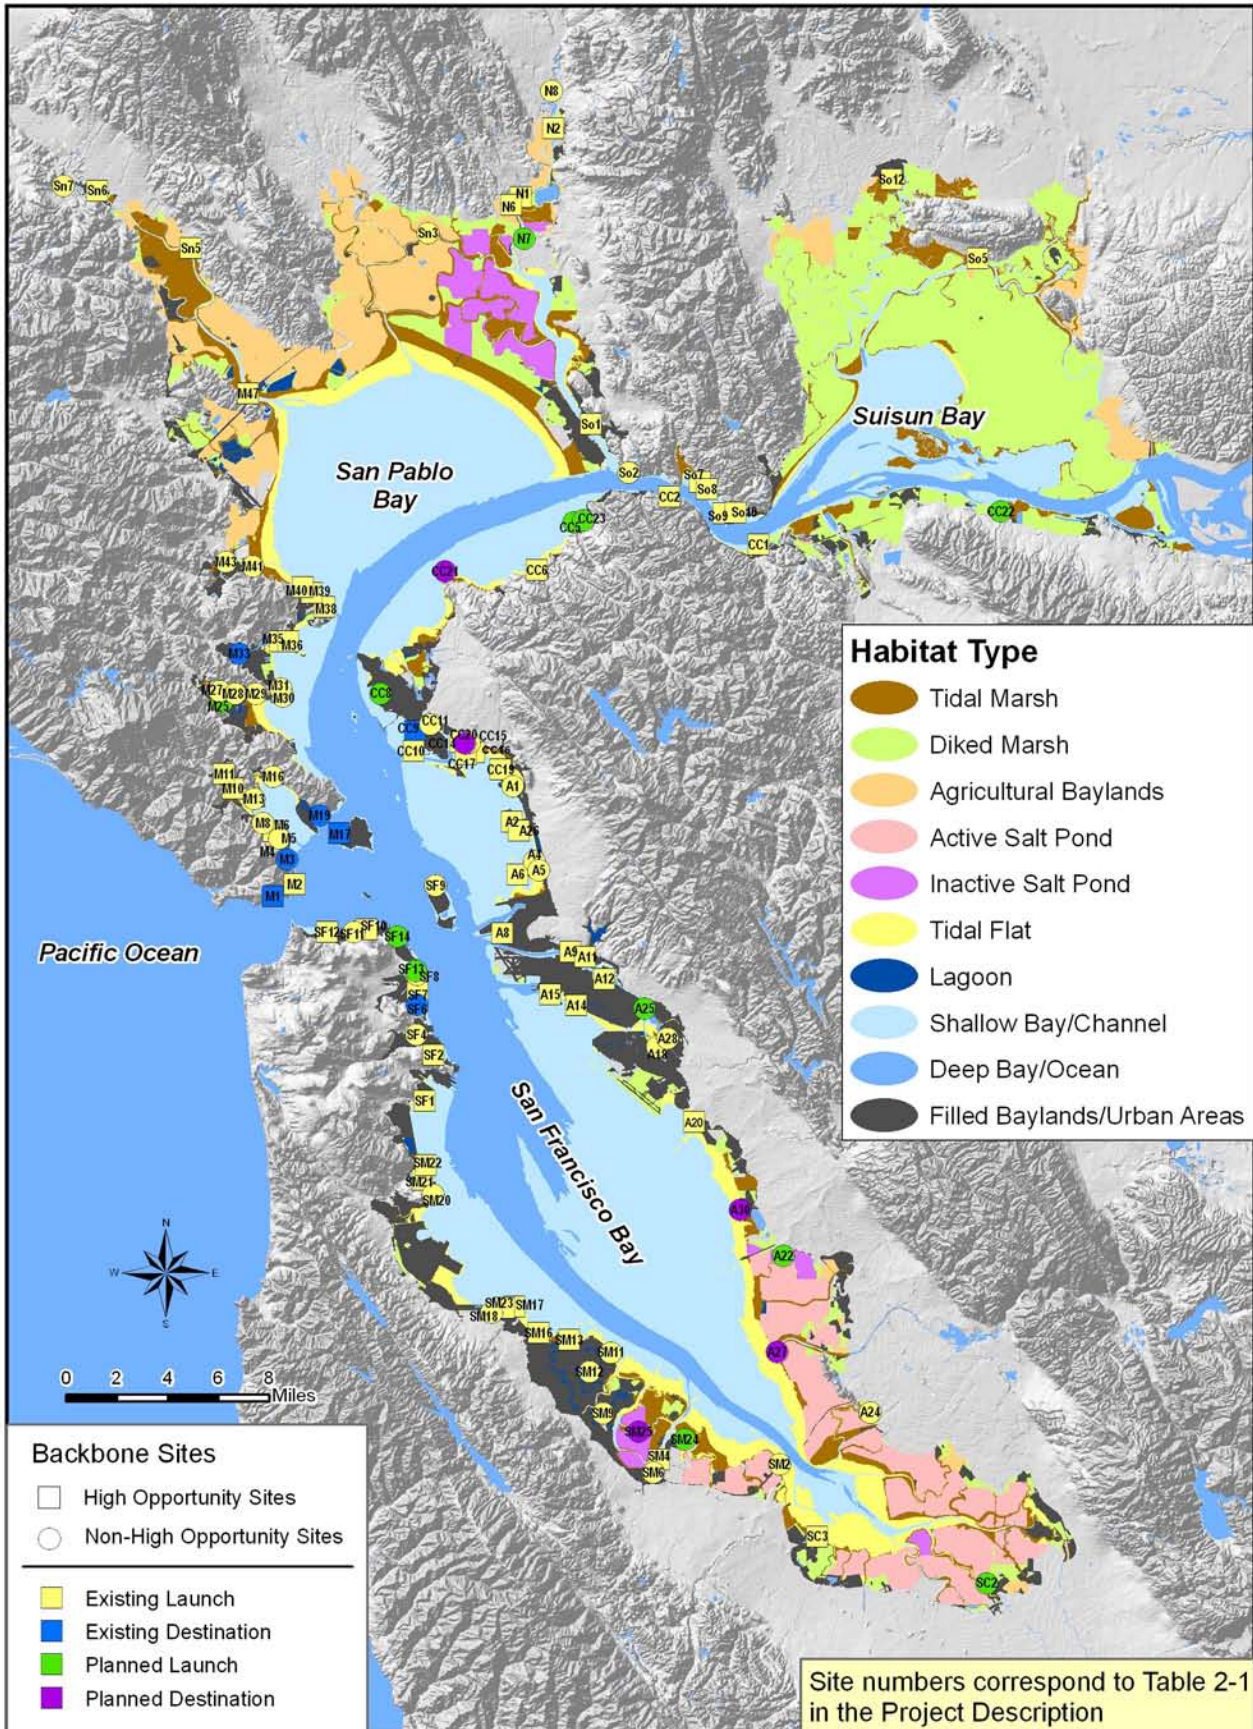 N8
N2
So12
Sn7
Sn6
N1
N6
Sn3
N7
Sn5
So5
M47
Suisun Bay
So1
San Pablo
Bay
So2
So7
CC2
So8
So9
CC23
CC5
CC22
CC1
M43
M41
CC21
CC6
M40
M39
M38
M35
M36
M33
M27
M28
M29
M31
M30
M25
CC8
CC9
CC11
CC10
CC14
CC20
CC15
CC16
CC17
CC19
M11
M10
M16
A1
M13
M19
M8
M6
M17
A2
A26
M5
M4
M3
A4
A5
A6
M2
M1
SF9
SF12
SF11
SF10
SF14
A8
Pacific Ocean
A9
A11
SF13
SF8
A12
SF7
A15
A14
SF6
A25
SF4
A28
A18
SF2
SF1
San Francisco Bay
A20
SM22
SM21
SM20
A30
A22
SM23
SM17
SM18
SM16
SM13
SM11
A27
SM12
SM9
A24
SM25
SM24
SM4
SM6
SM2
SC3
SC2
Habitat Type
Tidal Marsh
Diked Marsh
Agricultural Baylands
Active Salt Pond
Inactive Salt Pond
Tidal Flat
Lagoon
Shallow Bay/Channel
Deep Bay/Ocean
Filled Baylands/Urban Areas
N
W
E
S
0 2 4 6 8
Miles
Backbone Sites
High Opportunity Sites
Non-High Opportunity Sites
Existing Launch
Existing Destination
Planned Launch
Planned Destination
Site numbers correspond to Table 2-1
in the Project Description